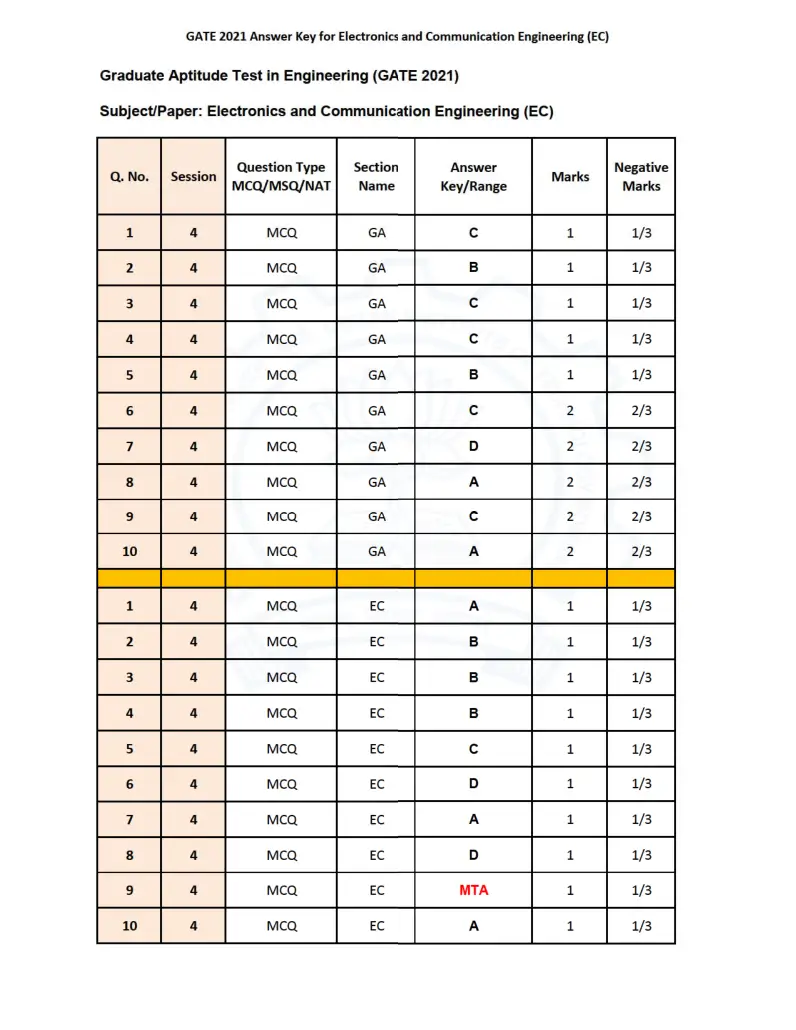 GATE 2021 Answer Key for Electronics and Communication Engineering (EC)
Graduate Aptitude Test in Engineering (GATE 2021)
Subject/Paper: Electronics and Communication Engineering (EC)
Q. No. Session Question Type MCQ/MSQ/NAT Section Name Answer Key/Range Marks Negative Marks
1 4 MCQ GA C 1 1/3
2 4 MCQ GA B 1 1/3
3 4 MCQ GA C 1 1/3
4 4 MCQ GA C 1 1/3
5 4 MCQ GA B 1 1/3
6 4 MCQ GA C 2 2/3
7 4 MCQ GA D 2 2/3
8 4 MCQ GA A 2 2/3
9 4 MCQ GA C 2 2/3
10 4 MCQ GA A 2 2/3
1 4 MCQ EC A 1 1/3
2 4 MCQ EC B 1 1/3
3 4 MCQ EC B 1 1/3
4 4 MCQ EC B 1 1/3
5 4 MCQ EC C 1 1/3
6 4 MCQ EC D 1 1/3
7 4 MCQ EC A 1 1/3
8 4 MCQ EC D 1 1/3
9 4 MCQ EC MTA 1 1/3
10 4 MCQ EC A 1 1/3